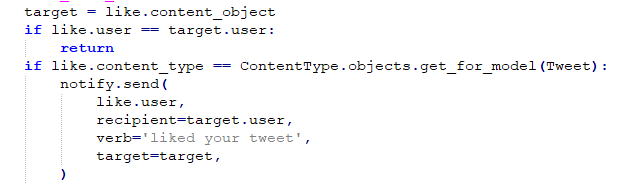 target = like.content_object
if like.user == target.user:
    return
if like.content_type == ContentType.objects.get_for_model(Tweet):
    notify.send(
        like.user,
        recipient=target.user,
        verb='liked your tweet',
        target=target,
    )